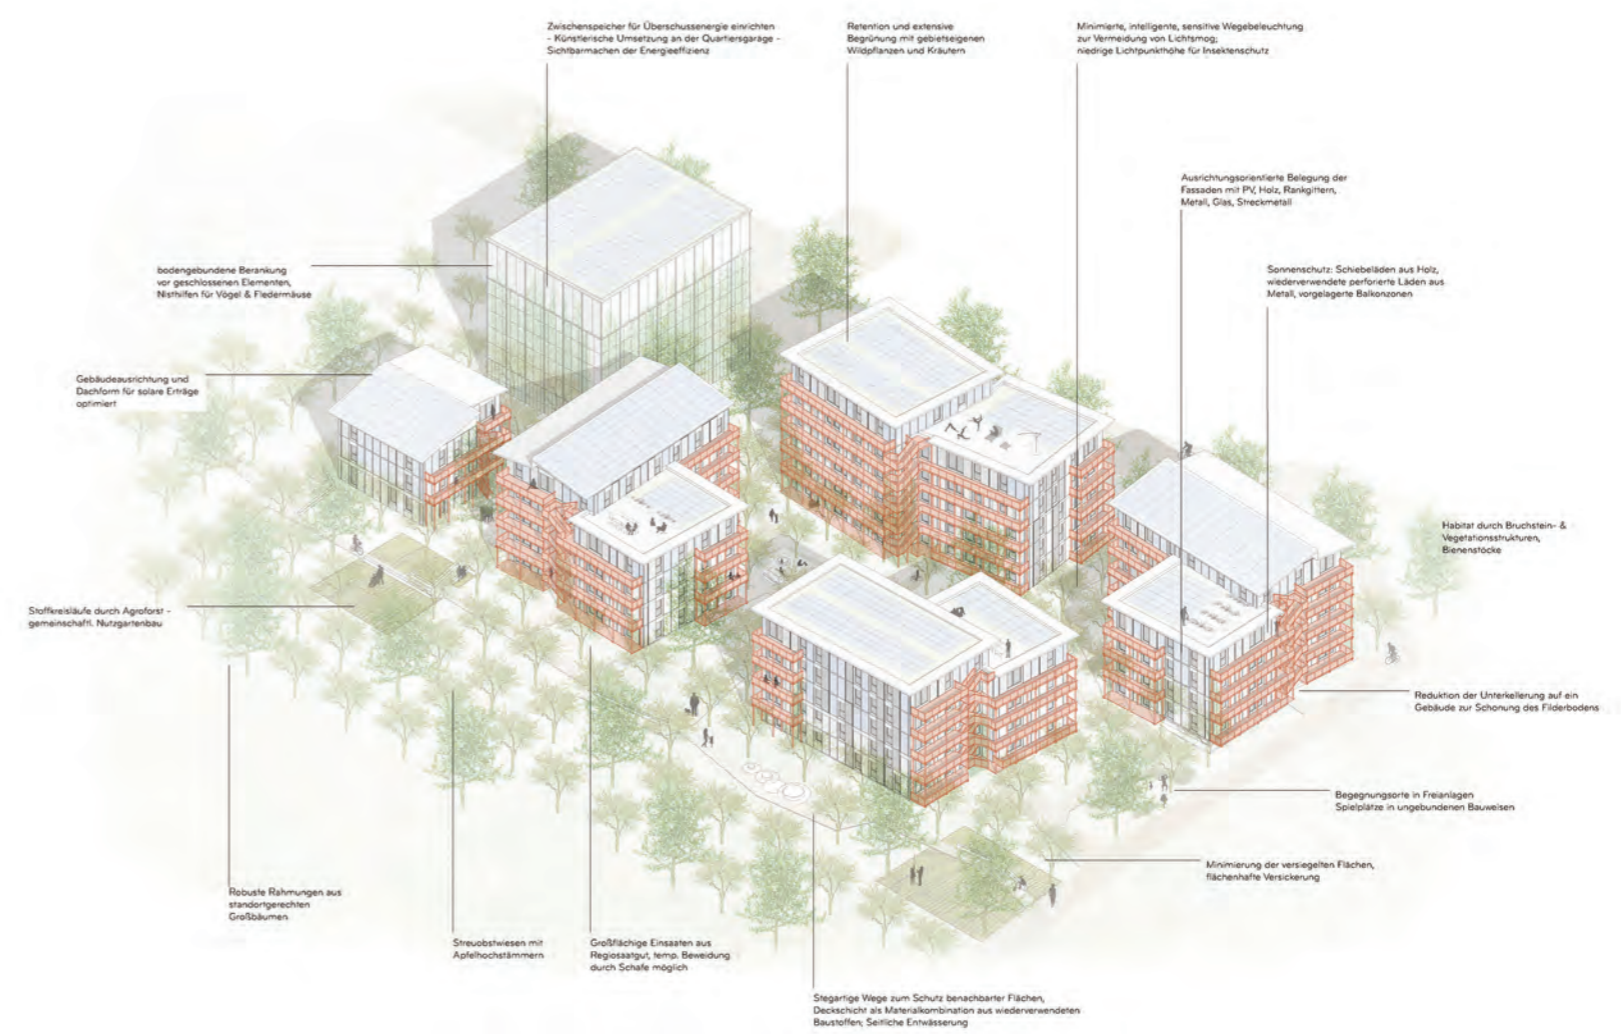 Zwischenspeicher für Überschussenergie einrichten
- Künstlerische Umsetzung an der Quartiersgarage -
Sichtbarmachen der Energieeffizienz
Retention und extensive
Begrünung mit gebietseigenen
Wildpflanzen und Kräutern
Minimierte, intelligente, sensitive Wegebeleuchtung
zur Vermeidung von Lichtsmog;
niedrige Lichtpunkthöhe für Insektenschutz
Ausrichtungsorientierte Belegung der
Fassaden mit PV, Holz, Rankgittern,
Metall, Glas, Streckmetall
bodengebundene Berankung
vor geschlossenen Elementen,
Nisthilfen für Vögel & Fledermäuse
Sonnenschutz: Schiebeläden aus Holz,
wiederverwendete perforierte Läden aus
Metall, vorgelagerte Balkonzonen
Gebäudeausrichtung und
Dachform für solare Erträge
optimiert
Habitat durch Bruchstein- &
Vegetationsstrukturen,
Bienenstöcke
Stoffkreisläufe durch Agroforst -
gemeinschaftl. Nutzgartenbau
Reduktion der Unterkellerung auf ein
Gebäude zur Schonung des Filderbodens
Begegnungsorte in Freianlagen
Spielplätze in ungebundenen Bauweisen
Minimierung der versiegelten Flächen,
flächenhafte Versickerung
Robuste Rahmungen aus
standortgerechten
Großbäumen
Streuobstwiesen mit
Apfelhochstämmern
Großflächige Einsaaten aus
Regiosaatgut, temp. Beweidung
durch Schafe möglich
Stegartige Wege zum Schutz benachbarter Flächen,
Deckschicht als Materialkombination aus wiederverwendeten
Baustoffen; Seitliche Entwässerung